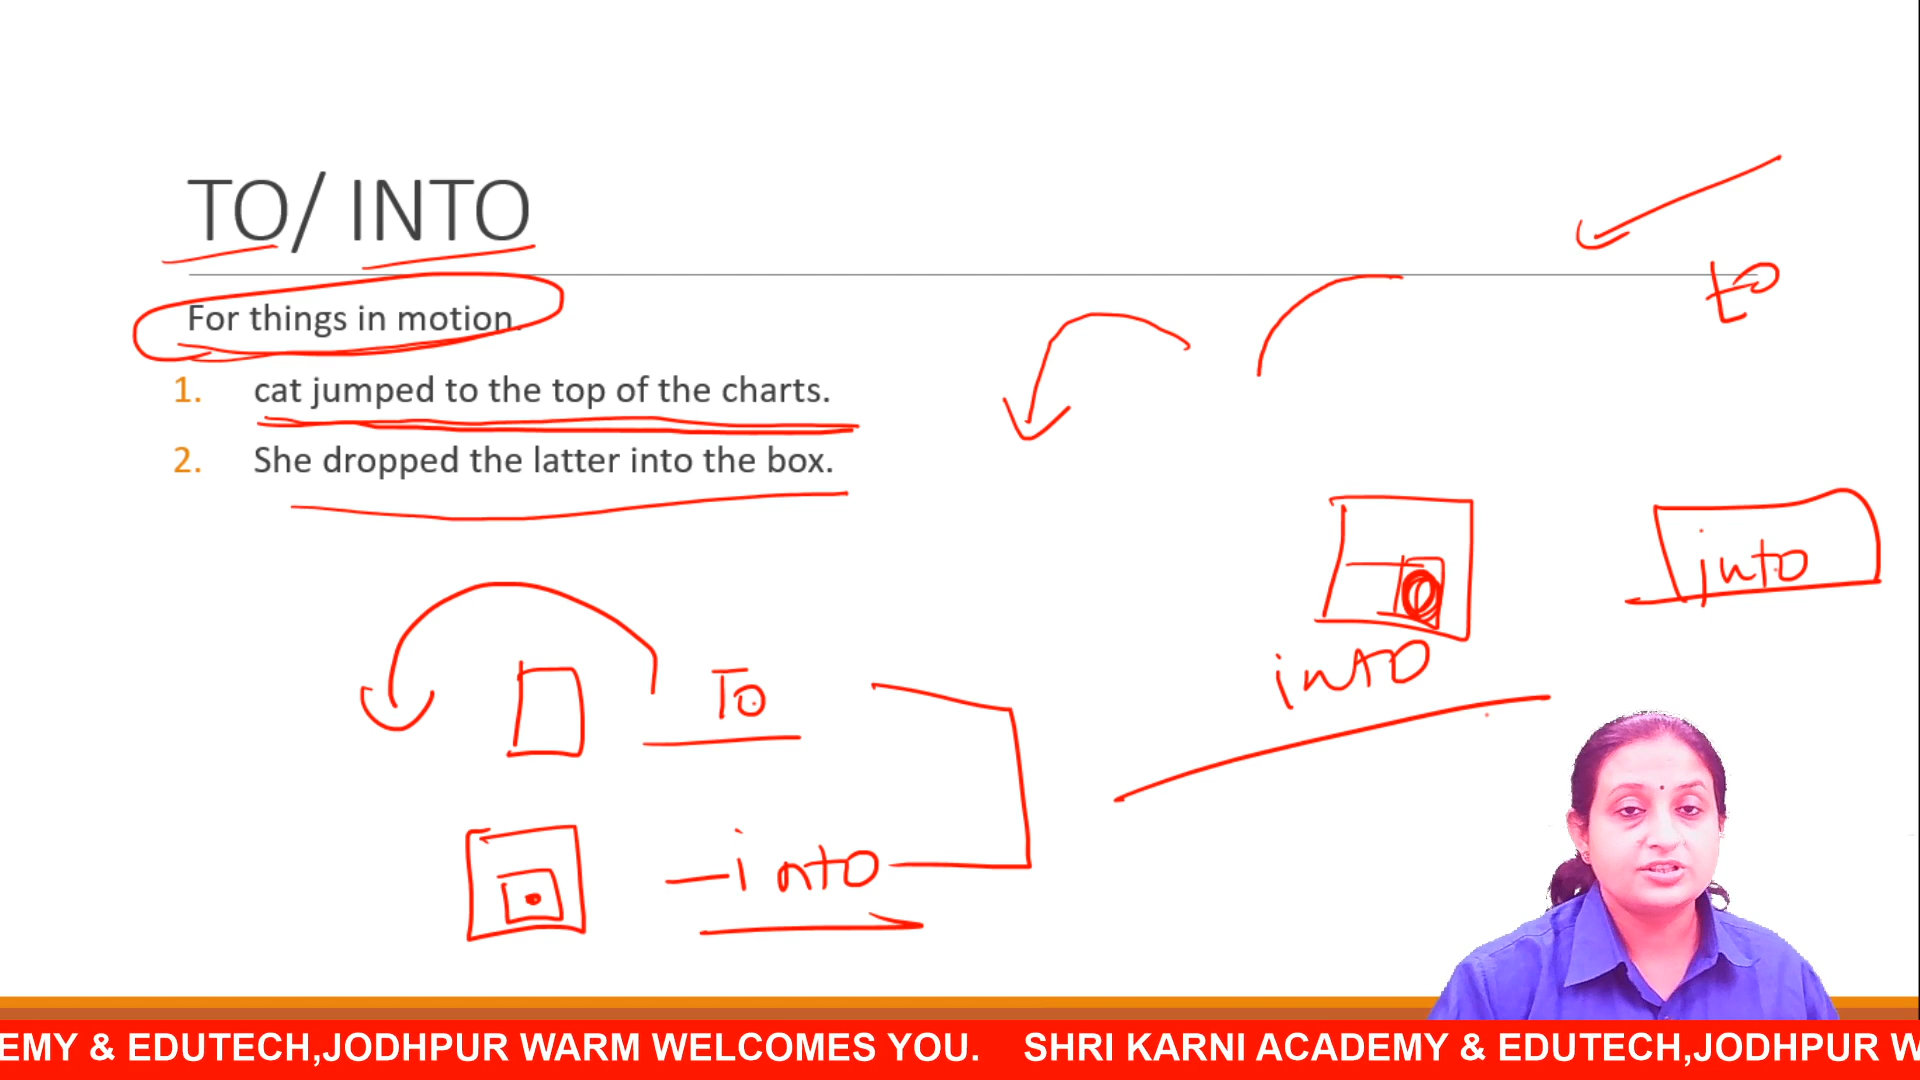 TO/ INTO
For things in motion.
1. cat jumped to the top of the charts.
2. She dropped the latter into the box.
to
into
into
To
into
EMY & EDUTECH,JODHPUR WARM WELCOMES YOU. SHRI KARNI ACADEMY & EDUTECH,JODHPUR W